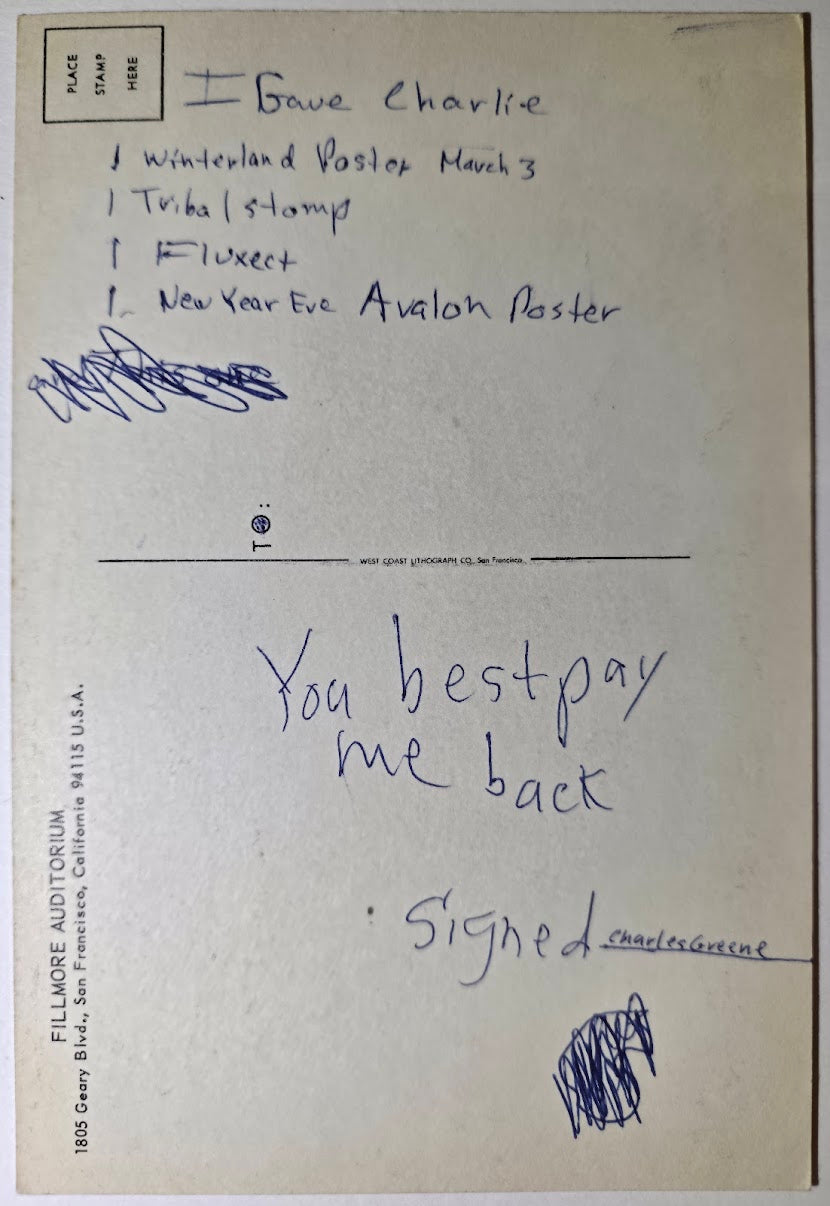 PLACE
STAMP
HERE
I Gave Charlie
1 Winterland Poster March 3
1 Tribal stomp
1 Fluxect
1. New Year Eve Avalon Poster
TO:
WEST COAST LITHOGRAPH CO., San Francisco
You best pay
me back
Signed Charles Greene
FILLMORE AUDITORIUM
1805 Geary Blvd., San Francisco, California 94115 U.S.A.